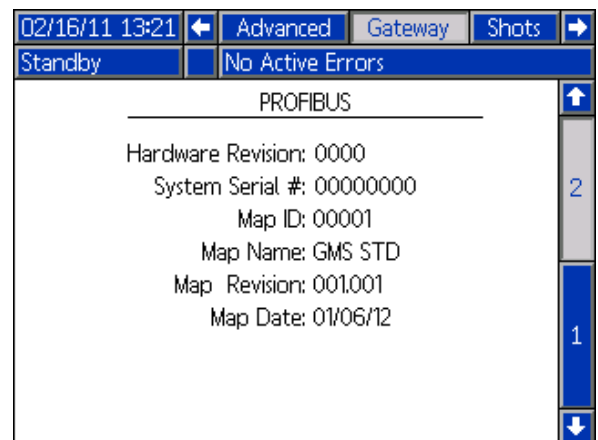 02/16/11 13:21 Advanced Gateway Shots
Standby No Active Errors
PROFIBUS
Hardware Revision: 0000
System Serial #: 00000000
Map ID: 00001
Map Name: GMS STD
Map Revision: 001.001
Map Date: 01/06/12
2
1